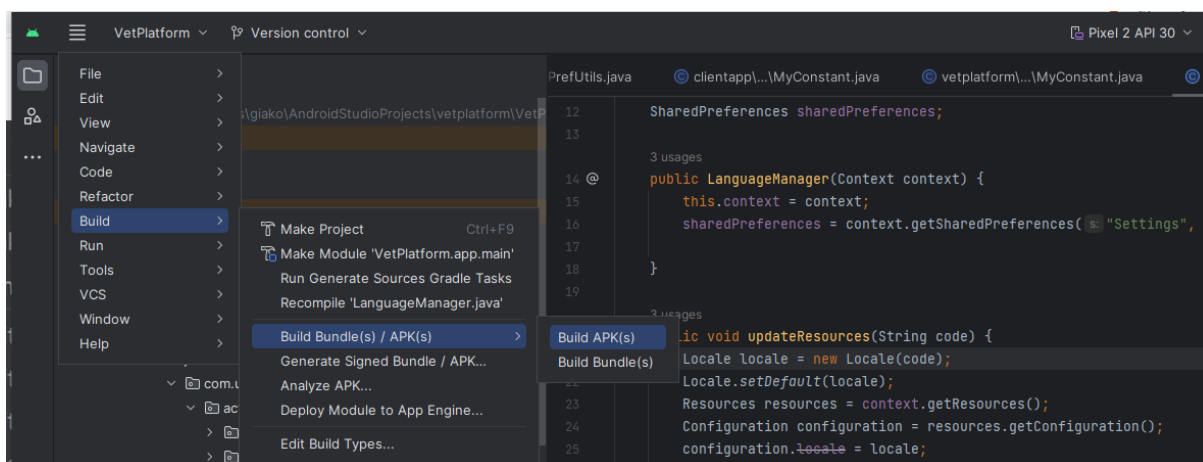 VetPlatform
Version control
Pixel 2 API 30
File
Edit
View
Navigate
Code
Refactor
Build
Run
Tools
VCS
Window
Help
s\giako\AndroidStudioProjects\vetplatform\VetP
com.u
ac
Make Project Ctrl+F9
Make Module 'VetPlatform.app.main'
Run Generate Sources Gradle Tasks
Recompile 'LanguageManager.java'
Build Bundle(s) / APK(s)
Generate Signed Bundle / APK...
Analyze APK...
Deploy Module to App Engine...
Edit Build Types...
Build APK(s)
Build Bundle(s)
PrefUtils.java
clientapp\...\MyConstant.java
vetplatform\...\MyConstant.java
12 SharedPreferences sharedPreferences;
13
3 usages
14 @ public LanguageManager(Context context) {
15 this.context = context;
16 sharedPreferences = context.getSharedPreferences( s: "Settings",
17
18 }
19
3 usages
lic void updateResources(String code) {
Locale locale = new Locale(code);
Locale.setDefault(locale);
23 Resources resources = context.getResources();
24 Configuration configuration = resources.getConfiguration();
25 configuration.locale = locale;